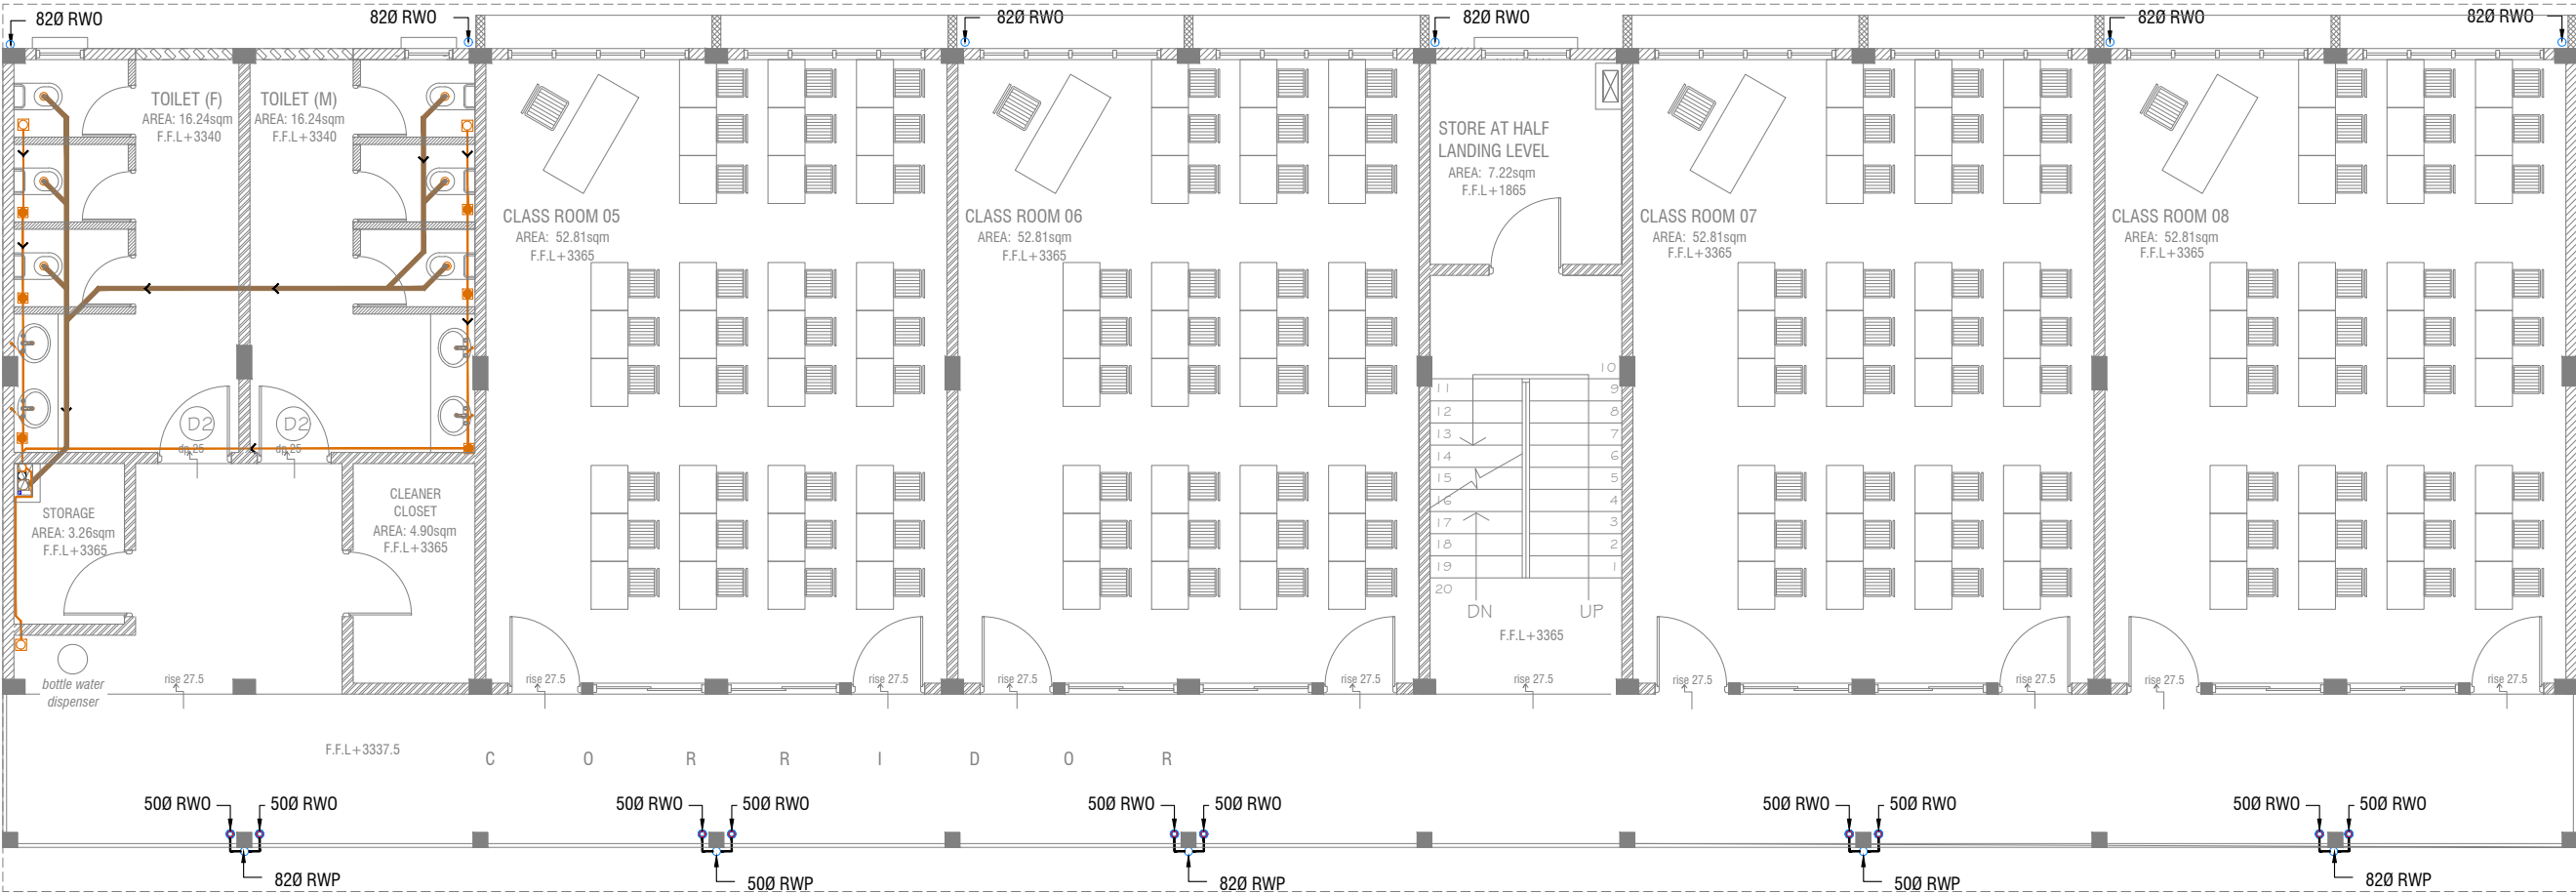 82Ø RWO
82Ø RWO
82Ø RWO
82Ø RWO
82Ø RWO
82Ø RWO
TOILET (F)
AREA: 16.24sqm
F.F.L+3340
TOILET (M)
AREA: 16.24sqm
F.F.L+3340
STORE AT HALF
LANDING LEVEL
AREA: 7.22sqm
F.F.L+1865
CLASS ROOM 05
AREA: 52.81sqm
F.F.L+3365
CLASS ROOM 06
AREA: 52.81sqm
F.F.L+3365
CLASS ROOM 07
AREA: 52.81sqm
F.F.L+3365
CLASS ROOM 08
AREA: 52.81sqm
F.F.L+3365
D2
D2
dp 25
dp 25
10
11
9
12
8
13
7
14
6
15
5
16
4
17
3
18
2
19
1
20
DN
UP
F.F.L+3365
STORAGE
AREA: 3.26sqm
F.F.L+3365
CLEANER
CLOSET
AREA: 4.90sqm
F.F.L+3365
bottle water
dispenser
rise 27.5
rise 27.5
rise 27.5
rise 27.5
rise 27.5
rise 27.5
rise 27.5
rise 27.5
rise 27.5
rise 27.5
F.F.L+3337.5
C O R R I D O R
50Ø RWO
50Ø RWO
50Ø RWO
50Ø RWO
50Ø RWO
50Ø RWO
50Ø RWO
50Ø RWO
50Ø RWO
50Ø RWO
82Ø RWP
50Ø RWP
82Ø RWP
50Ø RWP
82Ø RWP